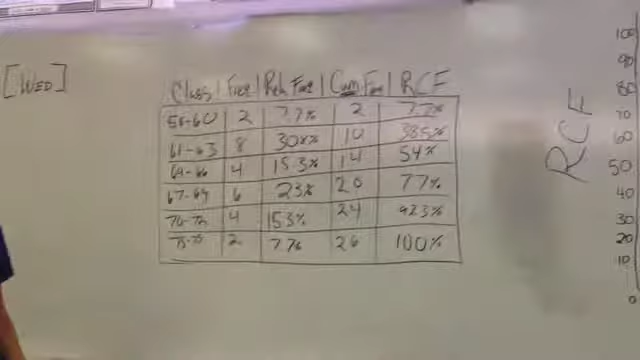 [WED]
Class | Freq | Rel. Freq | Cum Freq | RCF
58-60 2 7.7% 2 7.7%
61-63 8 30.8% 10 38.5%
64-66 4 15.3% 14 54%
67-69 6 23% 20 77%
70-72 4 15.3% 24 92.3%
73-75 2 7.7% 26 100%
RCF
100
90
80
70
60
50
40
30
20
10
0